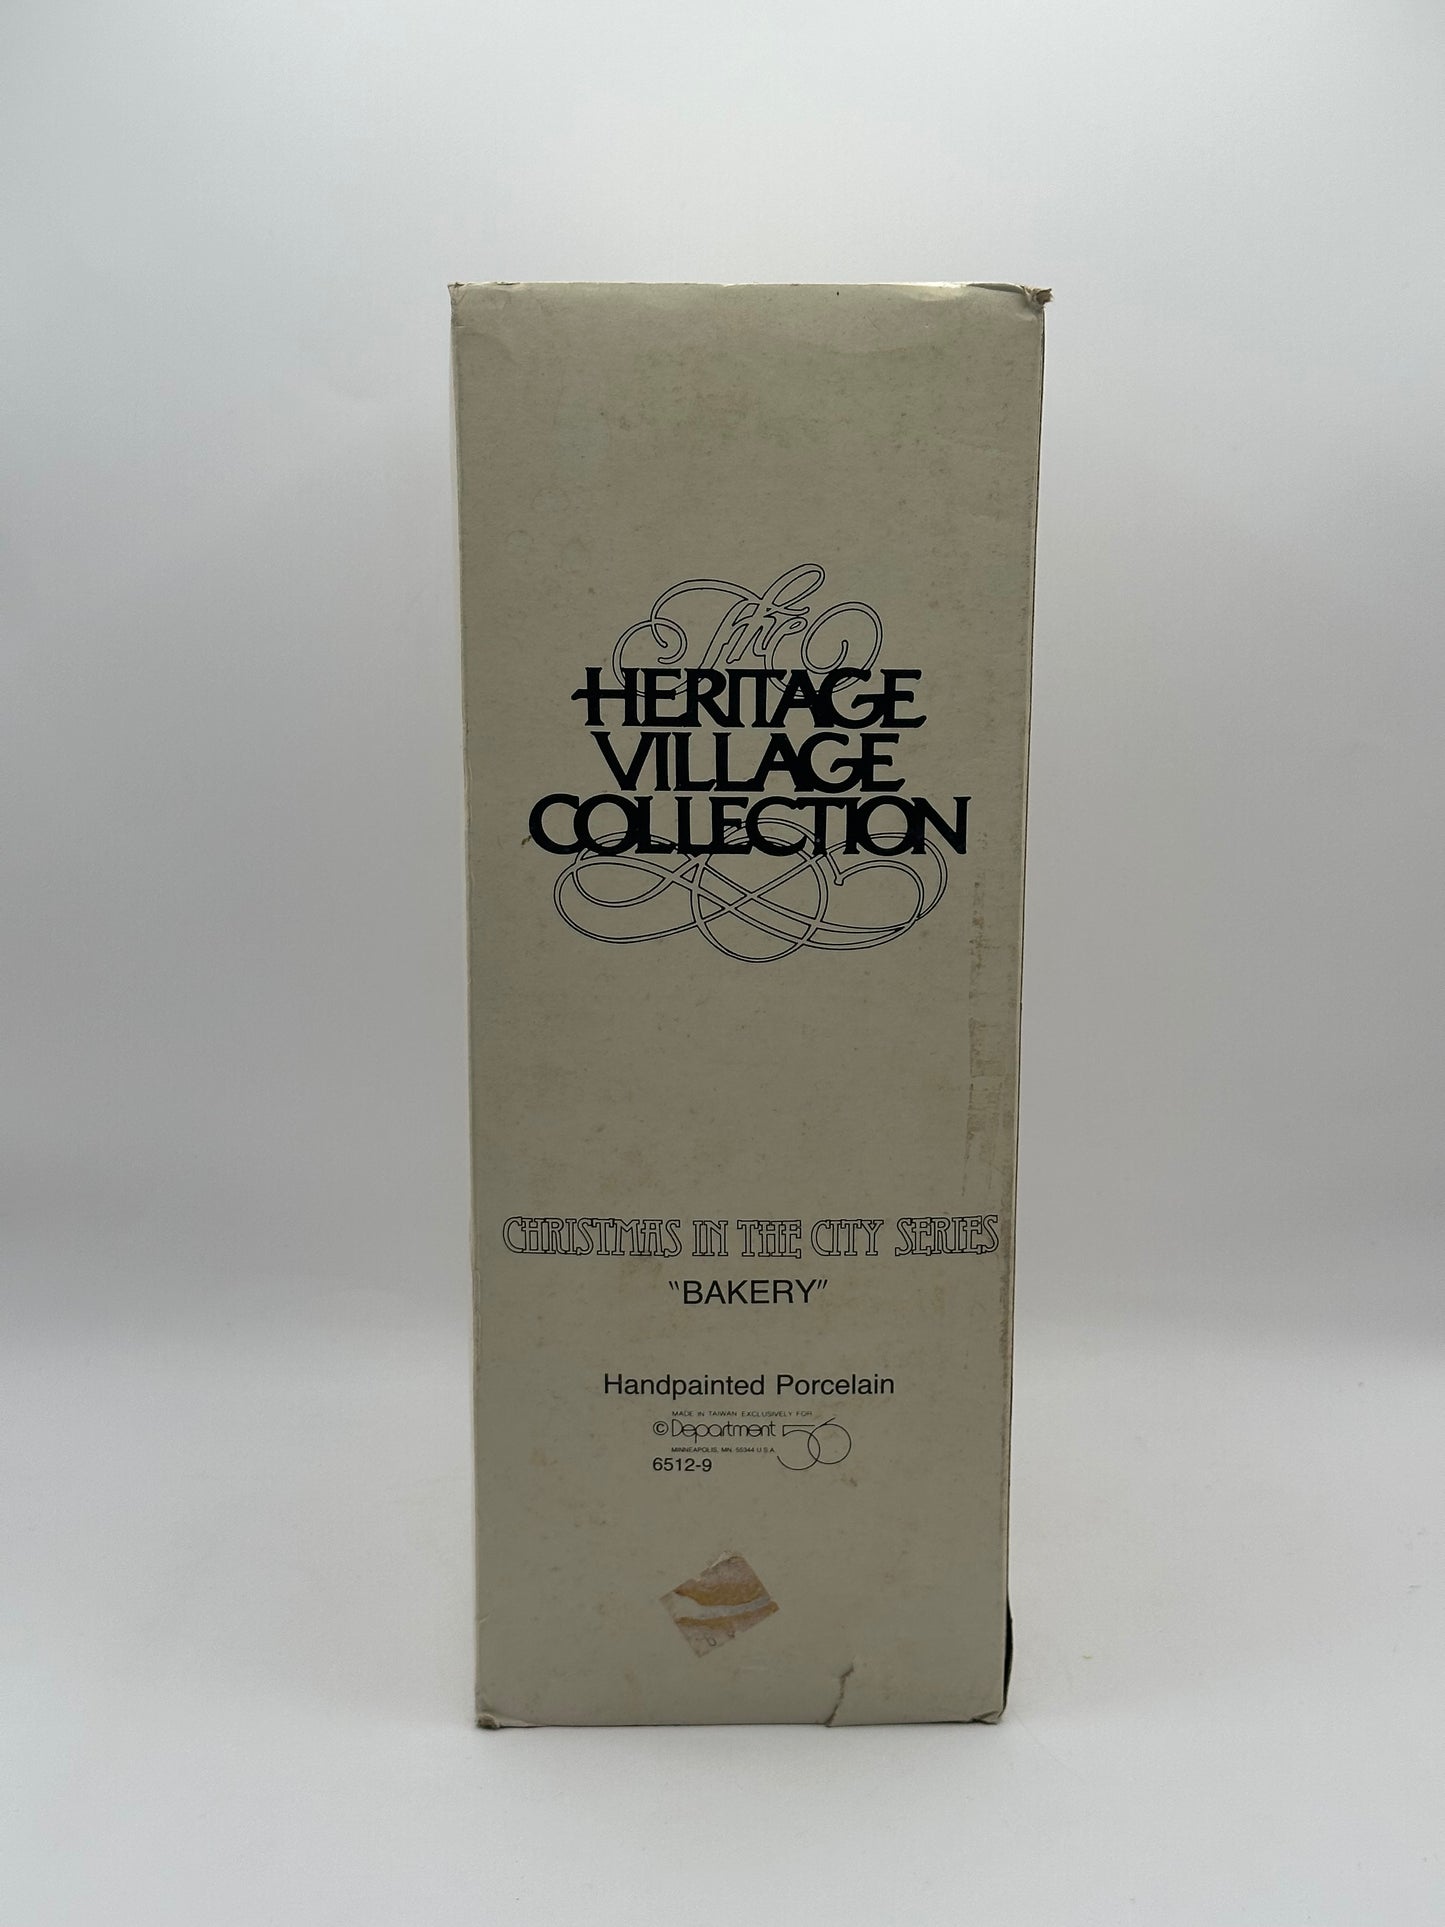 The
HERITAGE
VILLAGE
COLLECTION
CHRISTMAS IN THE CITY SERIES
"BAKERY"
Handpainted Porcelain
MADE IN TAIWAN EXCLUSIVELY FOR
© Department 56
MINNEAPOLIS, MN 55344 U.S.A.
6512-9